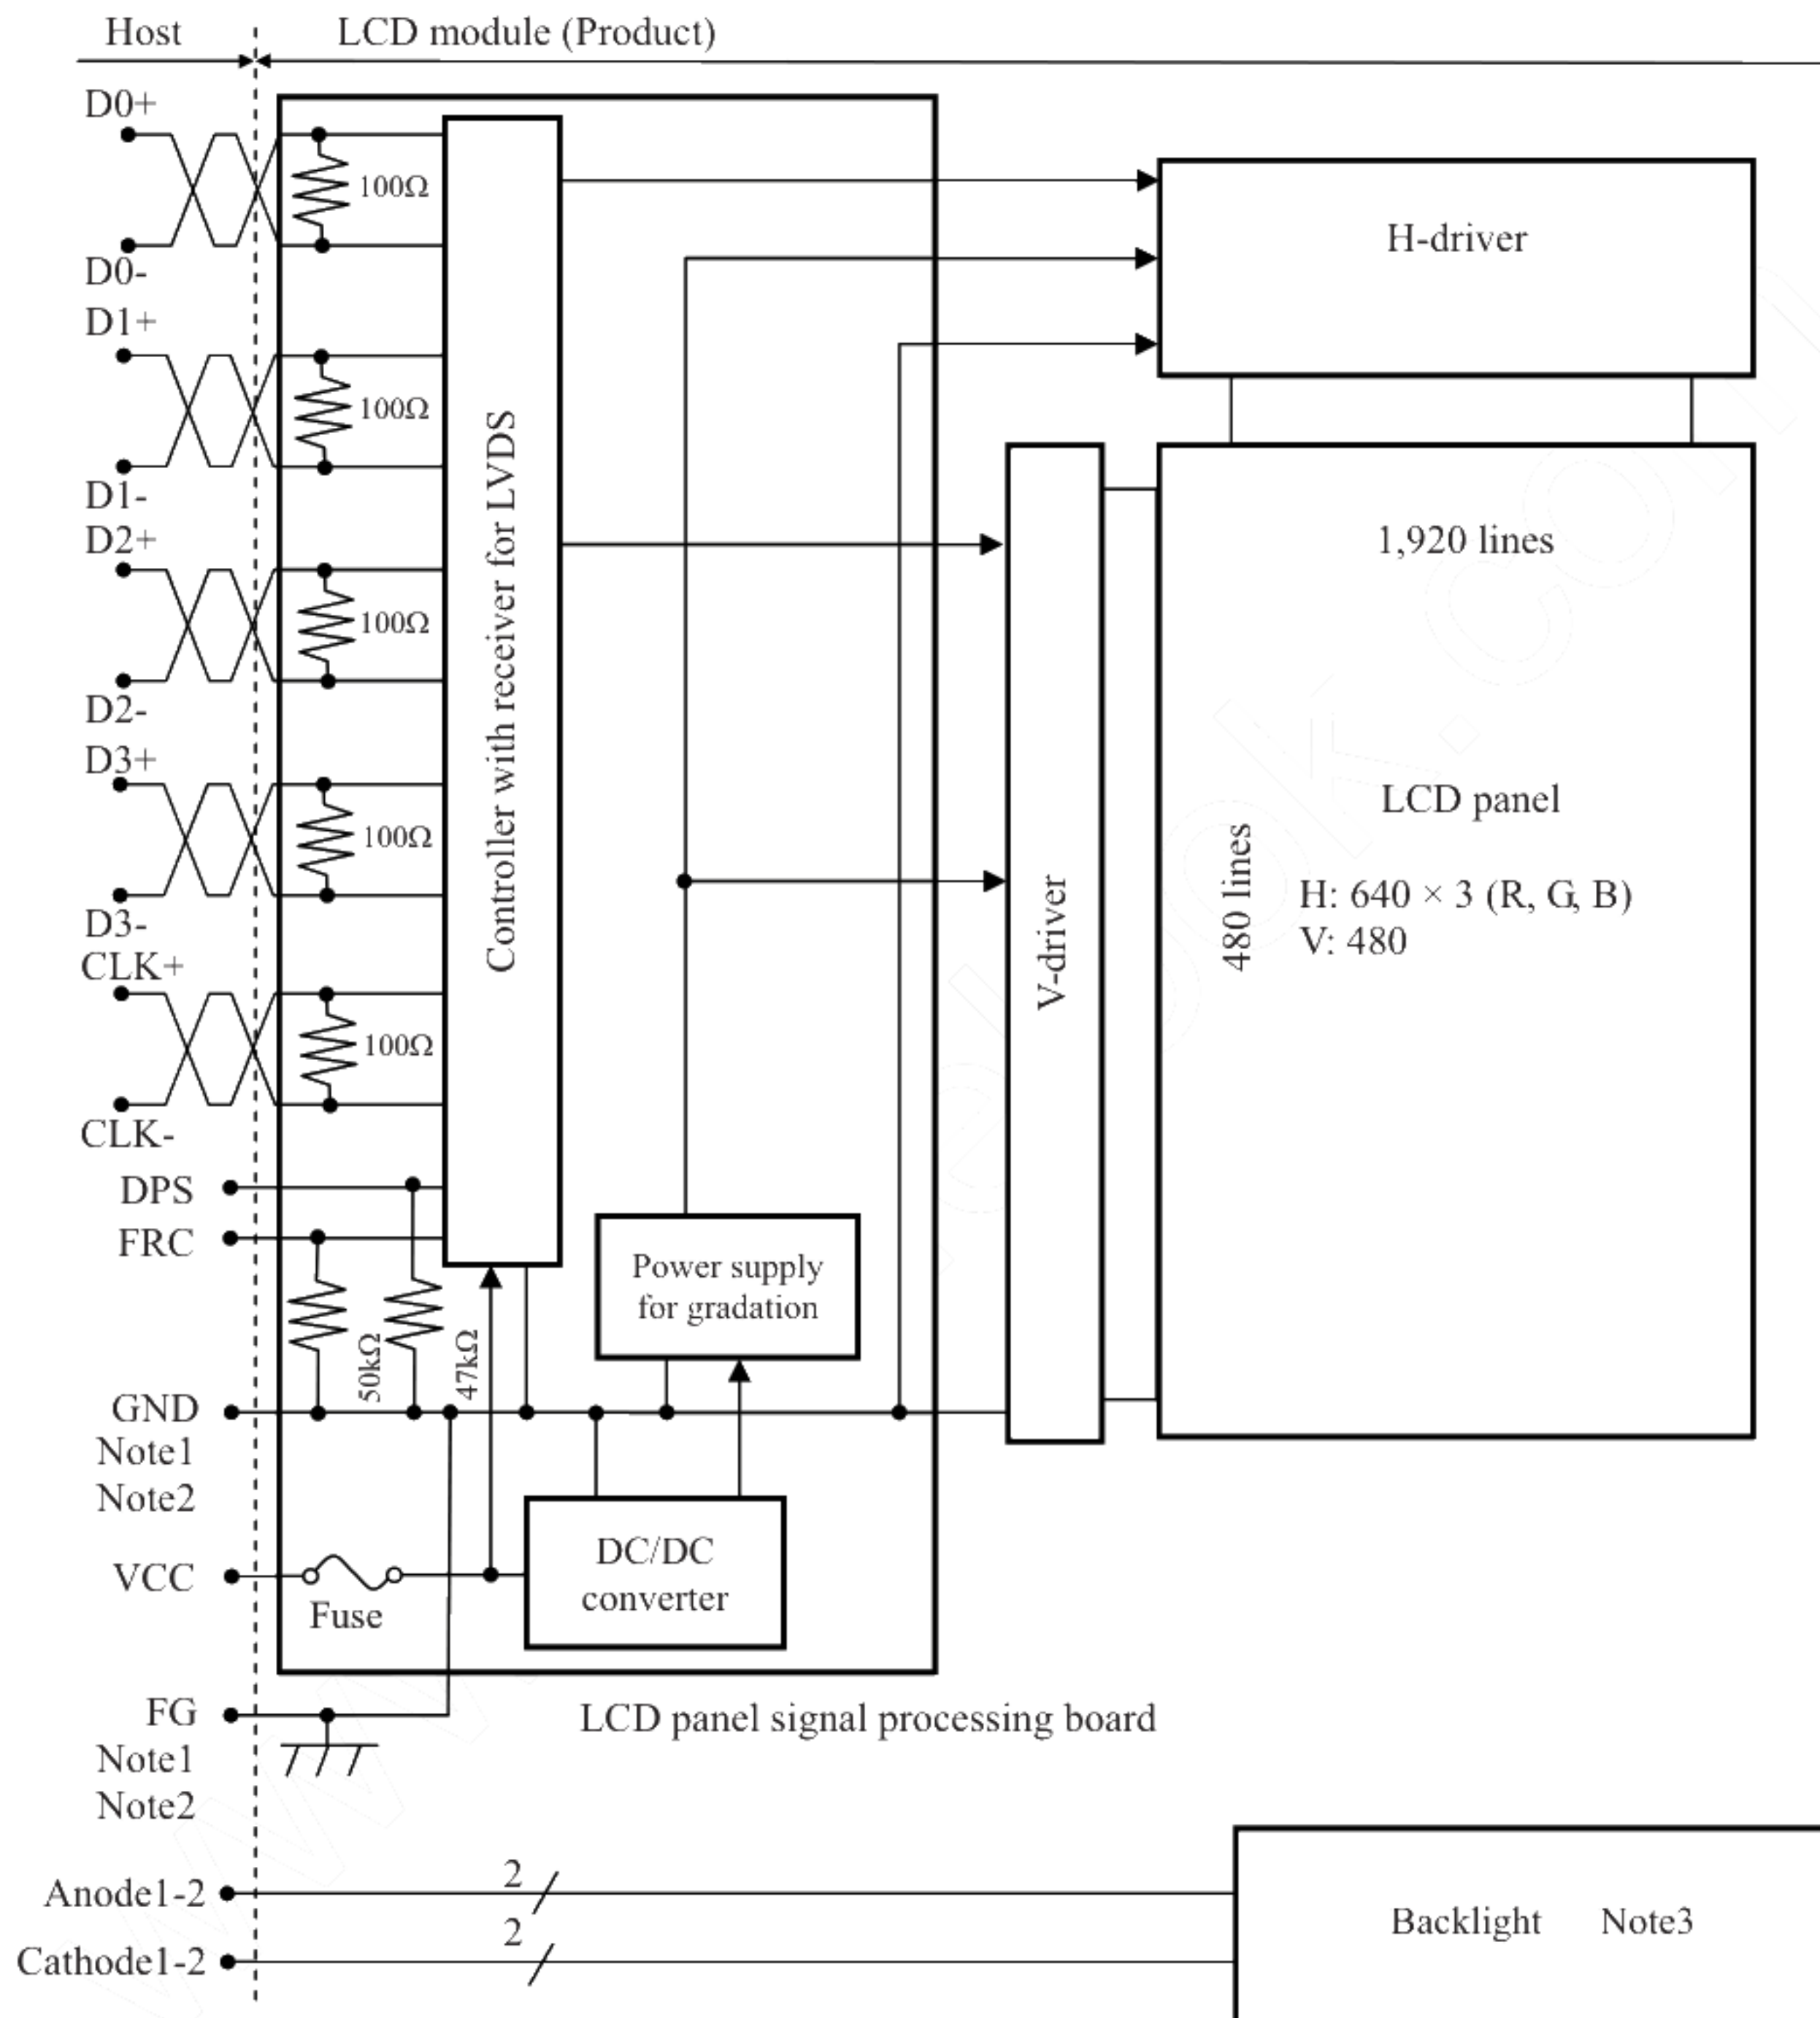 Host
LCD module (Product)
D0+
100Ω
D0-
D1+
100Ω
D1-
D2+
100Ω
D2-
D3+
100Ω
D3-
CLK+
100Ω
CLK-
DPS
FRC
50kΩ
47kΩ
GND
Note1
Note2
VCC
Fuse
FG
Note1
Note2
Controller with receiver for LVDS
Power supply
for gradation
DC/DC
converter
LCD panel signal processing board
H-driver
V-driver
1,920 lines
480 lines
LCD panel
H: 640 × 3 (R, G, B)
V: 480
Anode1-2
2
Cathode1-2
2
Backlight Note3